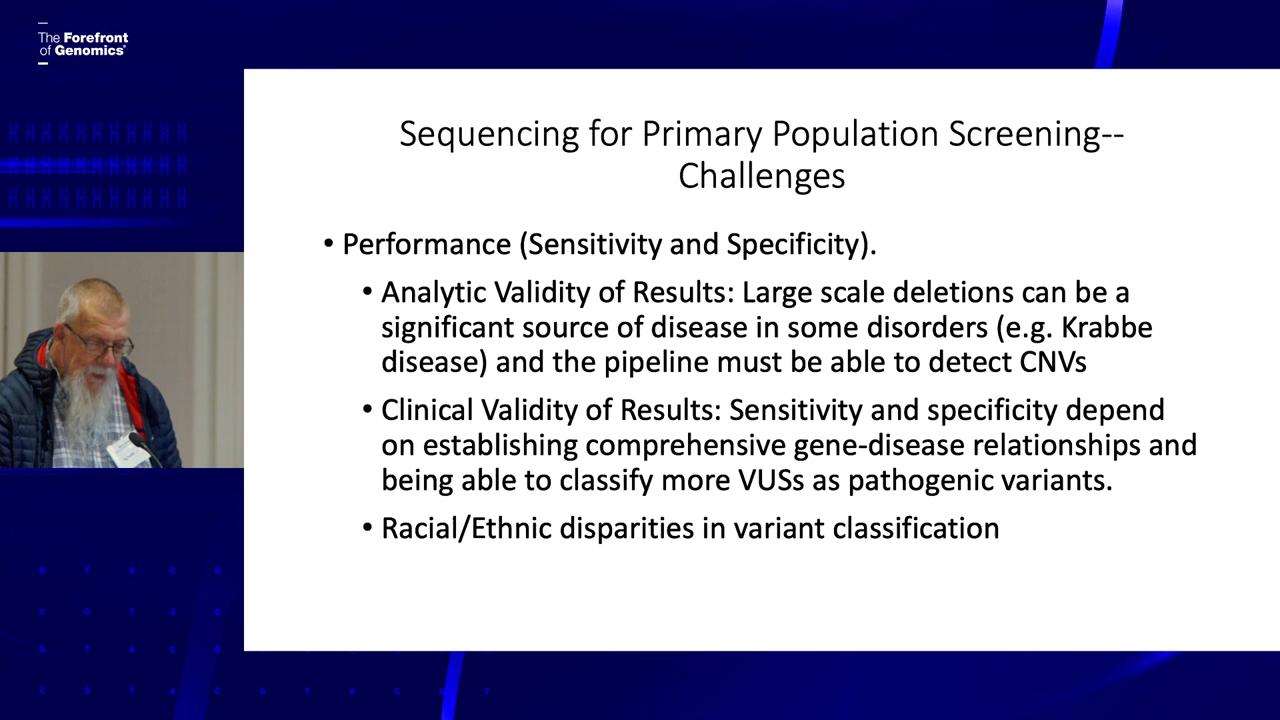 The Forefront
of Genomics
Sequencing for Primary Population Screening--
Challenges
• Performance (Sensitivity and Specificity).
• Analytic Validity of Results: Large scale deletions can be a
significant source of disease in some disorders (e.g. Krabbe
disease) and the pipeline must be able to detect CNVs
• Clinical Validity of Results: Sensitivity and specificity depend
on establishing comprehensive gene-disease relationships and
being able to classify more VUSs as pathogenic variants.
• Racial/Ethnic disparities in variant classification